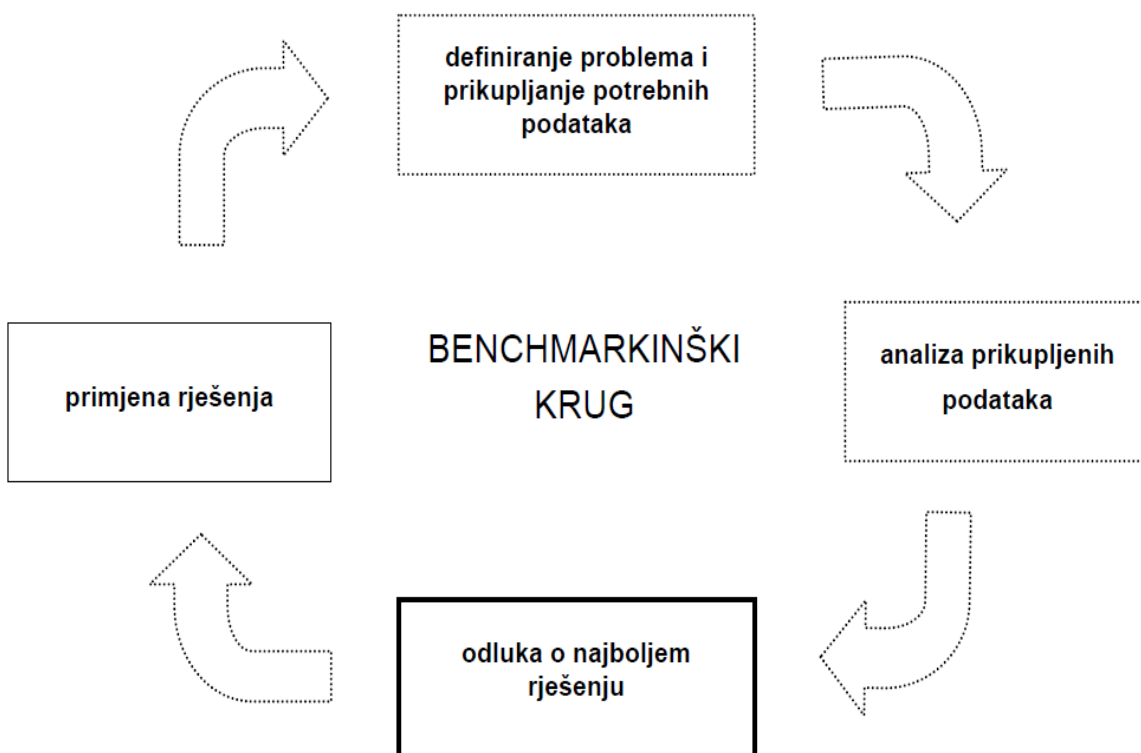 definiranje problema i
prikupljanje potrebnih
podataka
analiza prikupljenih
podataka
BENCHMARKINŠKI
KRUG
primjena rješenja
odluka o najboljem
rješenju